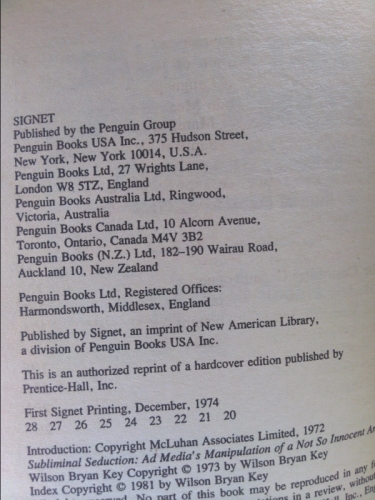 SIGNET
Published by the Penguin Group
Penguin Books USA Inc., 375 Hudson Street,
New York, New York 10014, U.S.A.
Penguin Books Ltd, 27 Wrights Lane,
London W8 5TZ, England
Penguin Books Australia Ltd, Ringwood,
Victoria, Australia
Penguin Books Canada Ltd, 10 Alcorn Avenue,
Toronto, Ontario, Canada M4V 3B2
Penguin Books (N.Z.) Ltd, 182-190 Wairau Road,
Auckland 10, New Zealand
Penguin Books Ltd, Registered Offices:
Harmondsworth, Middlesex, England
Published by Signet, an imprint of New American Library,
a division of Penguin Books USA Inc.
This is an authorized reprint of a hardcover edition published by
Prentice-Hall, Inc.
First Signet Printing, December, 1974
28 27 26 25 24 23 22 21 20
Introduction: Copyright McLuhan Associates Limited, 1972
Subliminal Seduction: Ad Media's Manipulation of a Not So Innocent
Wilson Bryan Key Copyright © 1973 by Wilson Bryan Key
Index Copyright © 1981 by Wilson Bryan Key
No part of this book may be reproduced in any
in a review, without